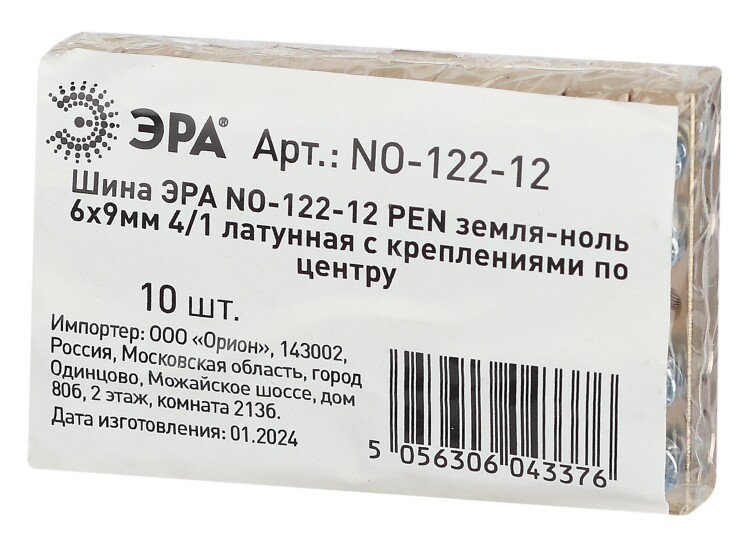 ЭРА® Арт.: NO-122-12
Шина ЭРА NO-122-12 PEN земля-ноль
6х9мм 4/1 латунная с креплениями по
центру
10 шт.
Импортер: ООО «Орион», 143002,
Россия, Московская область, город
Одинцово, Можайское шоссе, дом
80б, 2 этаж, комната 213б.
Дата изготовления: 01.2024
5 056306 043376